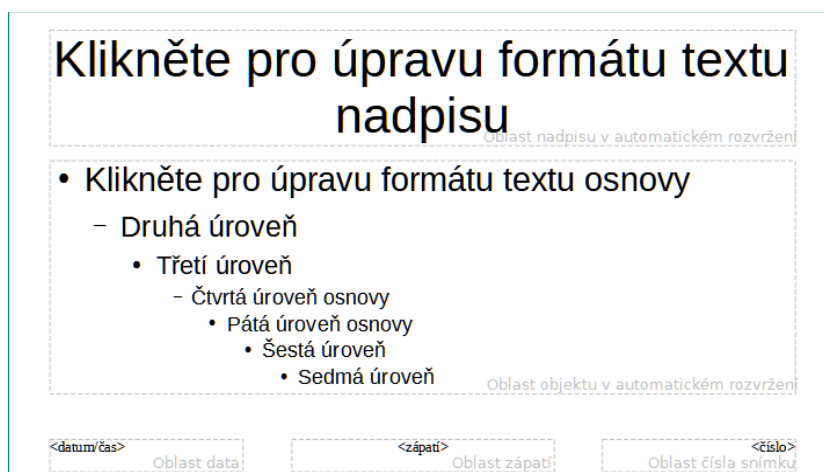 Klikněte pro úpravu formátu textu
nadpisu
Oblast nadpisu v automatickém rozvržení
• Klikněte pro úpravu formátu textu osnovy
– Druhá úroveň
• Třetí úroveň
– Čtvrtá úroveň osnovy
• Pátá úroveň osnovy
• Šestá úroveň
• Sedmá úroveň
Oblast objektu v automatickém rozvržení
<datum/čas> <zápatí> <číslo>
Oblast data Oblast zápatí Oblast čísla snímku